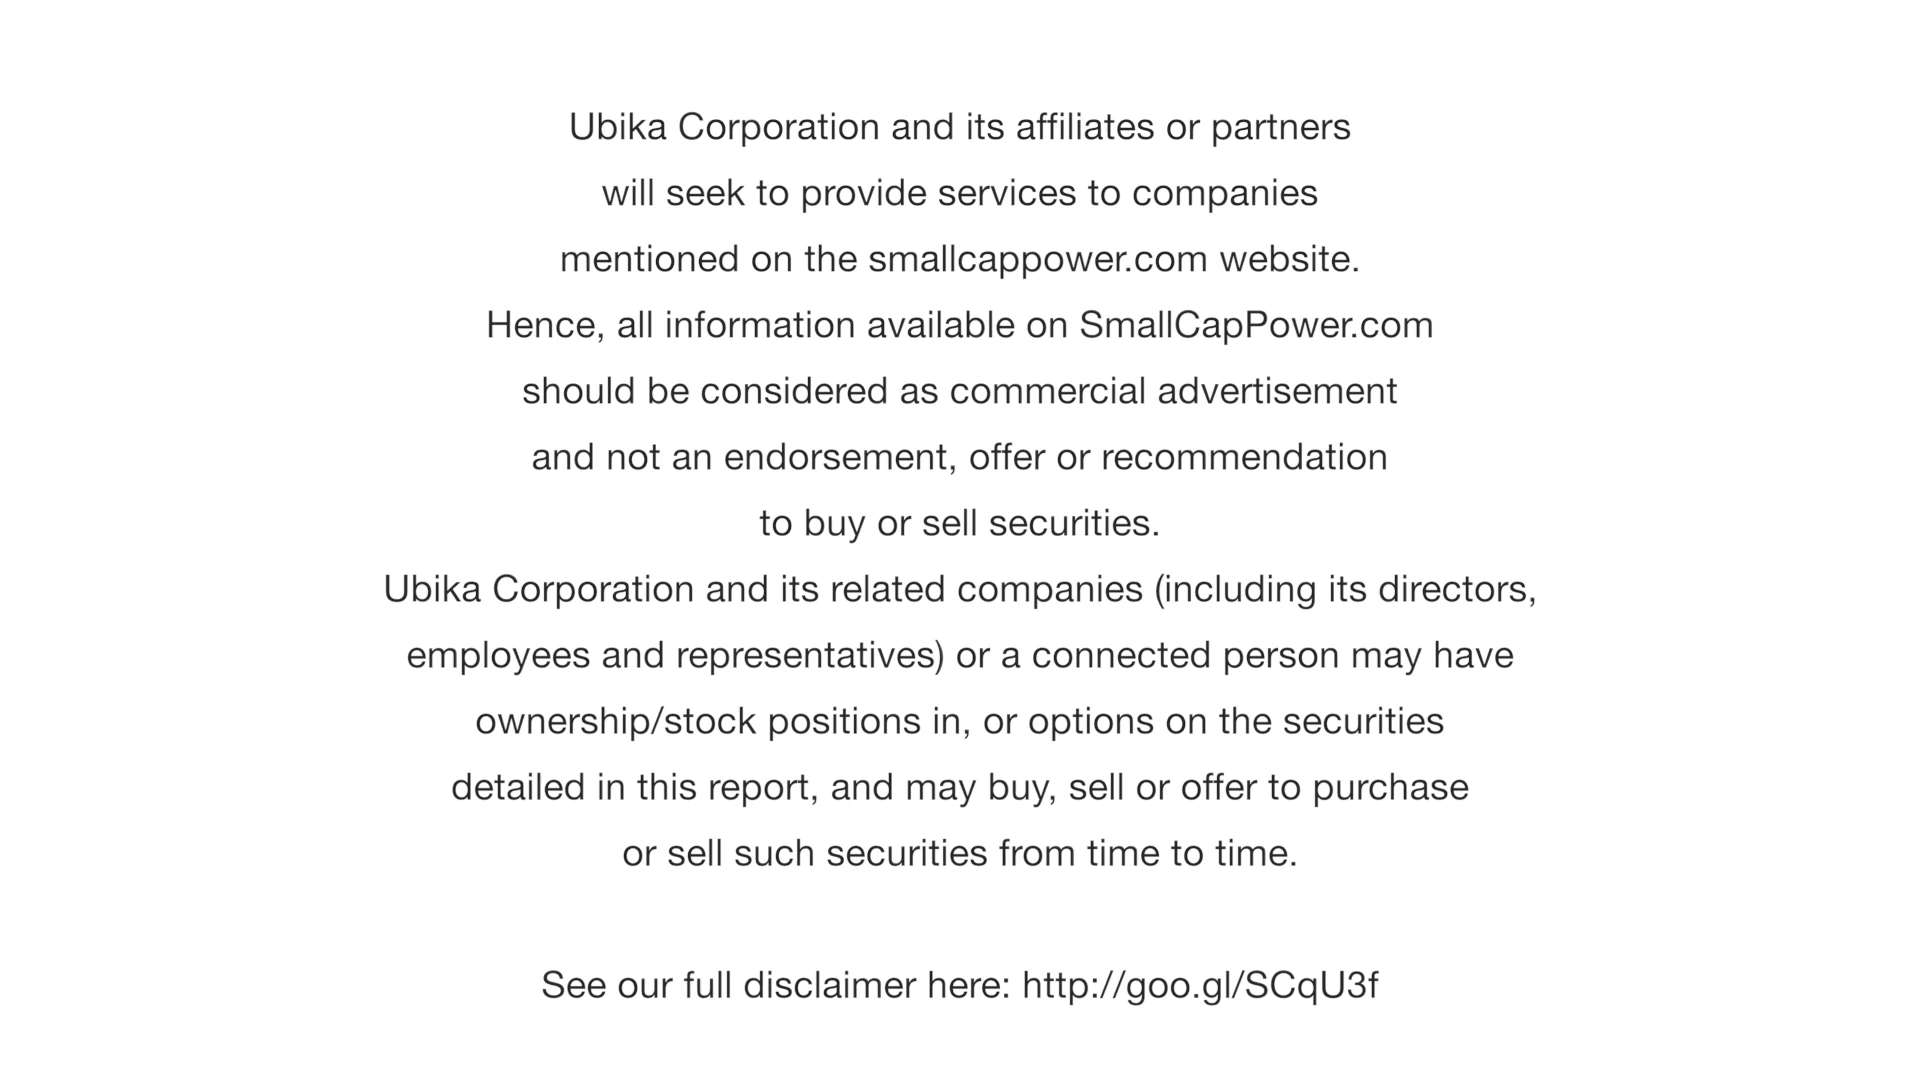 Ubika Corporation and its affiliates or partners
will seek to provide services to companies
mentioned on the smallcappower.com website.
Hence, all information available on SmallCapPower.com
should be considered as commercial advertisement
and not an endorsement, offer or recommendation
to buy or sell securities.
Ubika Corporation and its related companies (including its directors,
employees and representatives) or a connected person may have
ownership/stock positions in, or options on the securities
detailed in this report, and may buy, sell or offer to purchase
or sell such securities from time to time.
See our full disclaimer here: http://goo.gl/SCqU3f